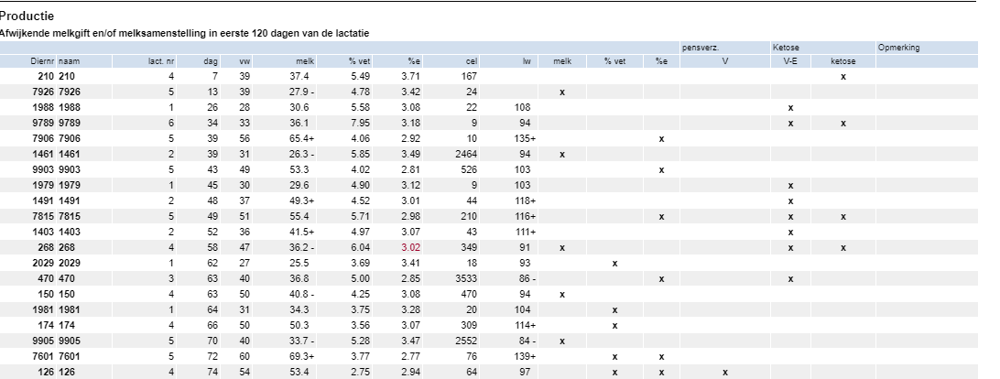 Productie
Afwijkende melkgift en/of melksamenstelling in eerste 120 dagen van de lactatie
pensverz. Ketose Opmerking
Diernr naam lact. nr dag vw melk % vet %e cel lw melk % vet %e V V-E ketose
210 210 4 7 39 37.4 5.49 3.71 167 x
7926 7926 5 13 39 27.9 - 4.78 3.42 24 x
1988 1988 1 26 28 30.6 5.58 3.08 22 108 x
9789 9789 6 34 33 36.1 7.95 3.18 9 94 x x
7906 7906 5 39 56 65.4+ 4.06 2.92 10 135+ x
1461 1461 2 39 31 26.3 - 5.85 3.49 2464 94 x
9903 9903 5 43 49 53.3 4.02 2.81 526 103 x
1979 1979 1 45 30 29.6 4.90 3.12 9 103 x
1491 1491 2 48 37 49.3+ 4.52 3.01 44 118+ x
7815 7815 5 49 51 55.4 5.71 2.98 210 116+ x x x
1403 1403 2 52 36 41.5+ 4.97 3.07 43 111+ x
268 268 4 58 47 36.2 - 6.04 3.02 349 91 x x x
2029 2029 1 62 27 25.5 3.69 3.41 18 93 x
470 470 3 63 40 36.8 5.00 2.85 3533 86 - x x
150 150 4 63 50 40.8 - 4.25 3.08 470 94 x
1981 1981 1 64 31 34.3 3.75 3.28 20 104 x
174 174 4 66 50 50.3 3.56 3.07 309 114+ x
9905 9905 5 70 40 33.7 - 5.28 3.47 2552 84 - x
7601 7601 5 72 60 69.3+ 3.77 2.77 76 139+ x x
126 126 4 74 54 53.4 2.75 2.94 64 97 x x x